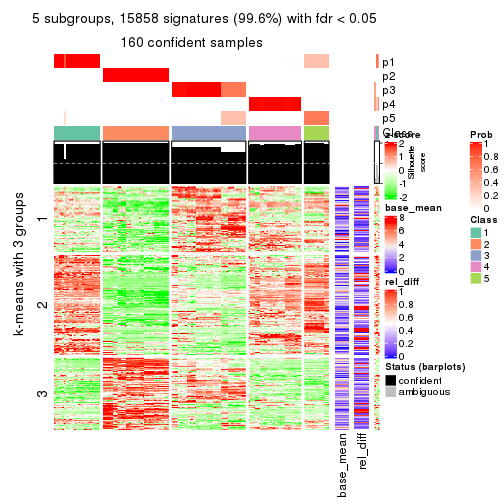 5 subgroups, 15858 signatures (99.6%) with fdr < 0.05
160 confident samples
p1
p2
p3
p4
p5
Class
1
2
3
k-means with 3 groups
base_mean
rel_diff
z-score
2
1
0
-1
-2
Silhouette
score
base_mean
8
6
4
2
0
rel_diff
1
0.8
0.6
0.4
0.2
0
Prob
1
0.8
0.6
0.4
0.2
0
Class
1
2
3
4
5
Status (barplots)
confident
ambiguous